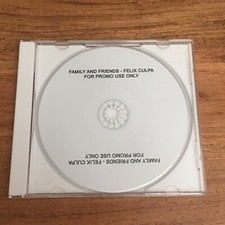 FAMILY AND FRIENDS - FELIX CULPA
FOR PROMO USE ONLY
FAMILY AND FRIENDS - FELIX CULPA
FOR PROMO USE ONLY